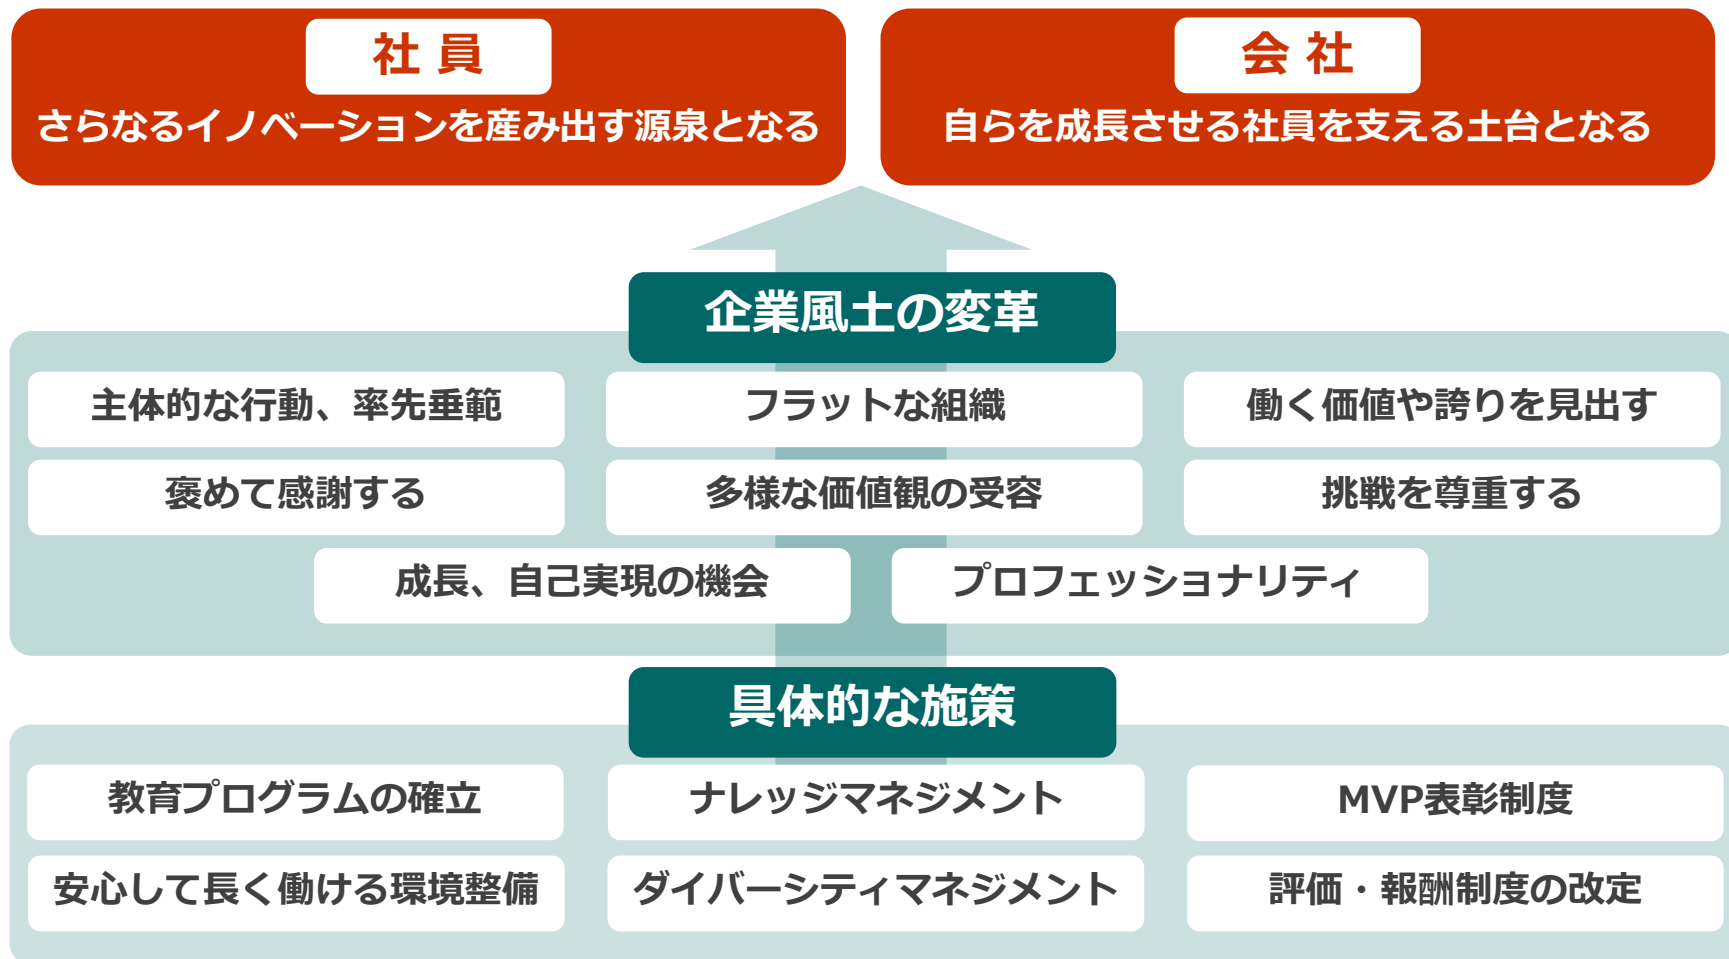 社 員
さらなるイノベーションを産み出す源泉となる
会 社
自らを成長させる社員を支える土台となる
企業風土の変革
主体的な行動、率先垂範
フラットな組織
働く価値や誇りを見出す
褒めて感謝する
多様な価値観の受容
挑戦を尊重する
成長、自己実現の機会
プロフェッショナリティ
具体的な施策
教育プログラムの確立
ナレッジマネジメント
MVP表彰制度
安心して長く働ける環境整備
ダイバーシティマネジメント
評価・報酬制度の改定